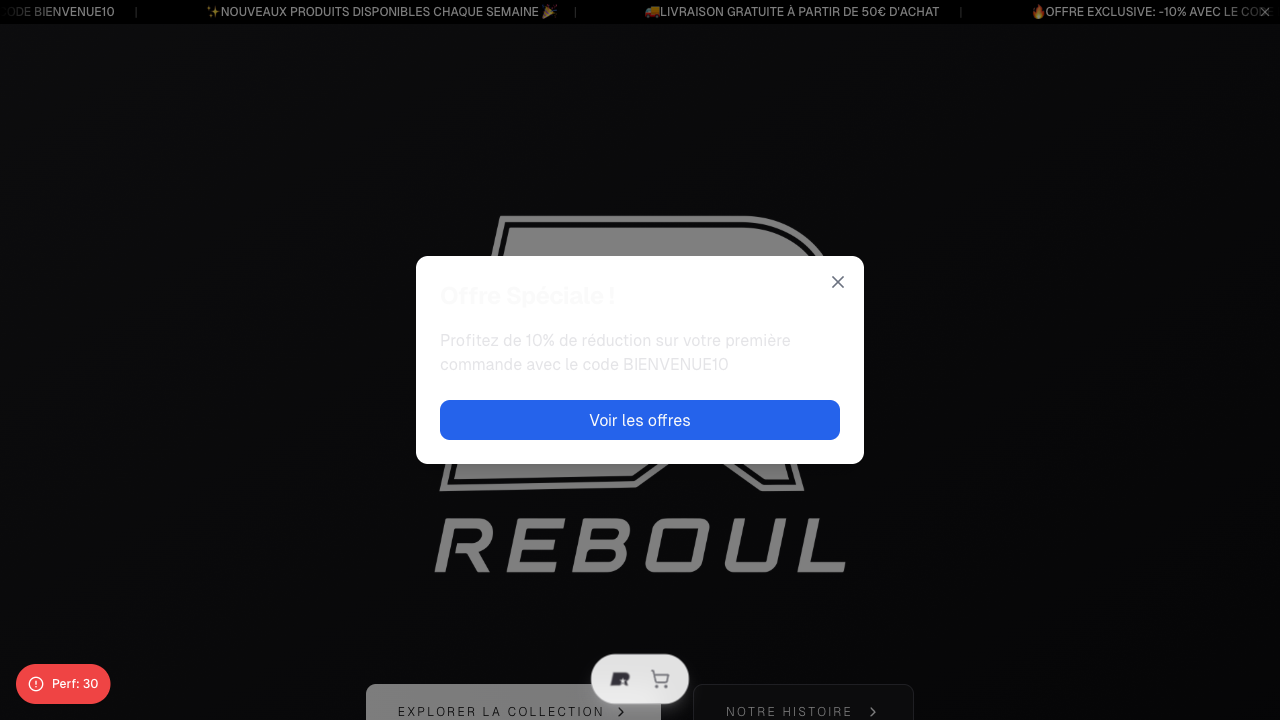 CODE BIENVENUE10 | ✨NOUVEAUX PRODUITS DISPONIBLES CHAQUE SEMAINE 🎉 | 🚚LIVRAISON GRATUITE À PARTIR DE 50€ D'ACHAT | 🔥OFFRE EXCLUSIVE: -10% AVEC LE CODE
Offre Spéciale !
Profitez de 10% de réduction sur votre première
commande avec le code BIENVENUE10
Voir les offres
REBOUL
Perf: 30
EXPLORER LA COLLECTION
NOTRE HISTOIRE